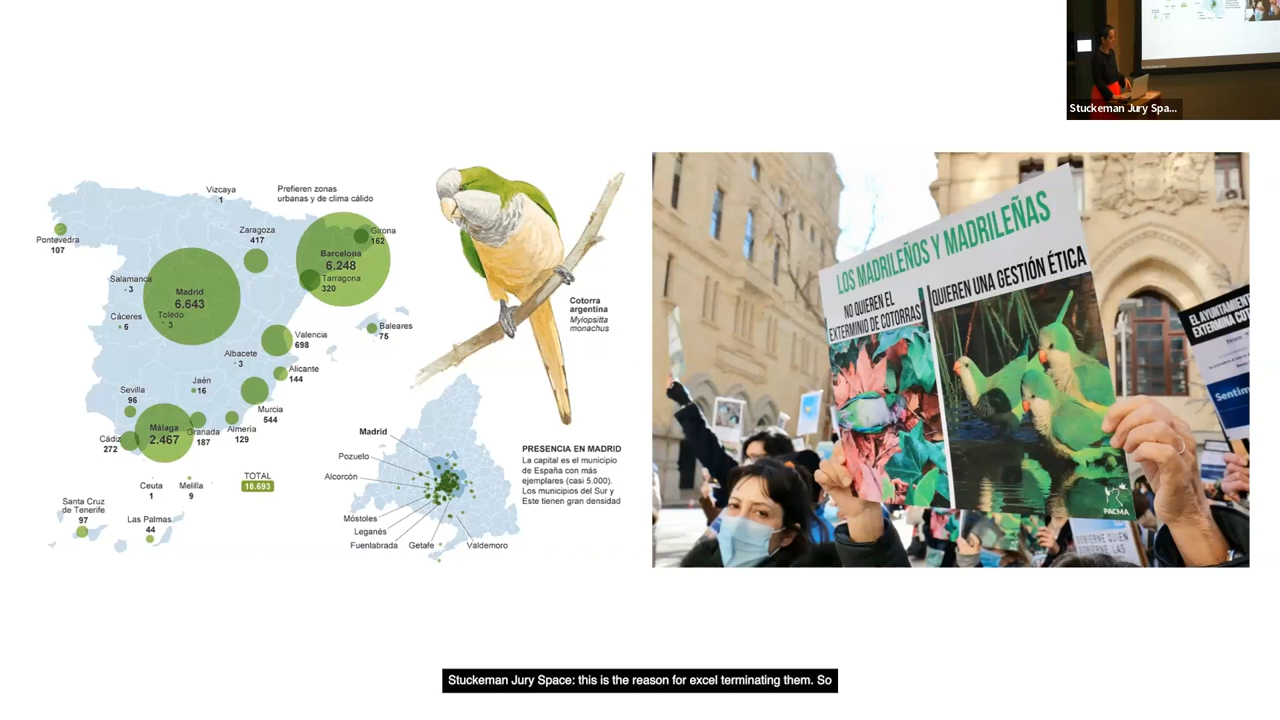 Stuckeman Jury Spa...
Vizcaya
1
Prefieren zonas
urbanas y de clima cálido
Pontevedra
107
Zaragoza
417
Girona
162
Barcelona
6.248
Tarragona
320
Salamanca
3
Madrid
6.643
Toledo
3
Cáceres
6
Baleares
75
Valencia
698
Albacete
3
Alicante
144
Jaén
16
Sevilla
96
Murcia
544
Málaga
2.467
Granada
187
Almería
129
Cádiz
272
Ceuta
1
Melilla
9
TOTAL
18.693
Santa Cruz
de Tenerife
97
Las Palmas
44
Cotorra
argentina
Myiopsitta
monachus
Madrid
Pozuelo
Alcorcón
Móstoles
Leganés
Fuenlabrada
Getafe
Valdemoro
PRESENCIA EN MADRID
La capital es el municipio
de España con más
ejemplares (casi 5.000).
Los municipios del Sur y
Este tienen gran densidad
LOS MADRILEÑOS Y MADRILEÑAS
NO QUIEREN EL
EXTERMINIO DE COTORRAS
QUIEREN UNA GESTIÓN ÉTICA
PACMA
EL AYUNTAMIENTO
EXTERMINA
Stuckeman Jury Space: this is the reason for excel terminating them. So